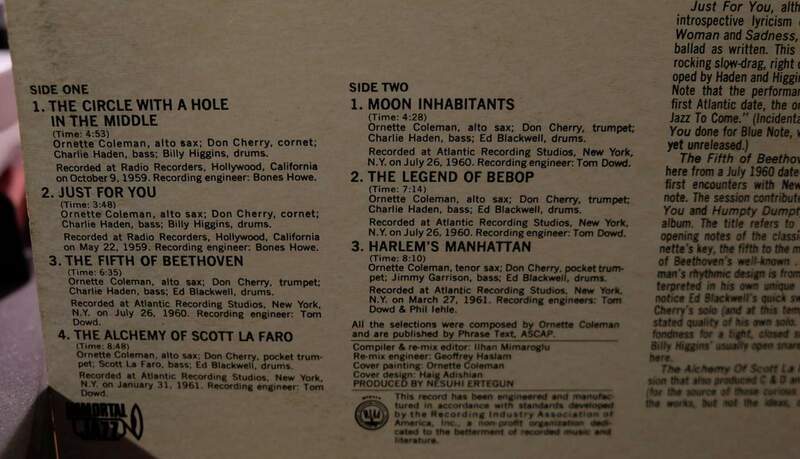 SIDE ONE
1. THE CIRCLE WITH A HOLE
IN THE MIDDLE
(Time: 4:53)
Ornette Coleman, alto sax; Don Cherry, cornet;
Charlie Haden, bass; Billy Higgins, drums.
Recorded at Radio Recorders, Hollywood, California
on October 9, 1959. Recording engineer: Bones Howe.
2. JUST FOR YOU
(Time: 3:48)
Ornette Coleman, alto sax; Don Cherry, cornet;
Charlie Haden, bass; Billy Higgins, drums.
Recorded at Radio Recorders, Hollywood, California
on May 22, 1959. Recording engineer: Bones Howe.
3. THE FIFTH OF BEETHOVEN
(Time: 6:35)
Ornette Coleman, alto sax; Don Cherry, trumpet;
Charlie Haden, bass; Ed Blackwell, drums.
Recorded at Atlantic Recording Studios, New York,
N.Y. on July 26, 1960. Recording engineer: Tom
Dowd.
4. THE ALCHEMY OF SCOTT LA FARO
(Time: 8:48)
Ornette Coleman, alto sax; Don Cherry, pocket trum-
pet; Scott La Faro, bass; Ed Blackwell, drums.
Recorded at Atlantic Recording Studios, New York,
N.Y. on January 31, 1961. Recording engineer: Tom
Dowd.
IMMORTAL
JAZZ
SIDE TWO
1. MOON INHABITANTS
(Time: 4:28)
Ornette Coleman, alto sax; Don Cherry, trumpet;
Charlie Haden, bass; Ed Blackwell, drums.
Recorded at Atlantic Recording Studios, New York,
N.Y. on July 26, 1960. Recording engineer: Tom Dowd.
2. THE LEGEND OF BEBOP
(Time: 7:14)
Ornette Coleman, alto sax; Don Cherry, trumpet;
Charlie Haden, bass; Ed Blackwell, drums.
Recorded at Atlantic Recording Studios, New York,
N.Y. on July 26, 1960. Recording engineer: Tom Dowd.
3. HARLEM'S MANHATTAN
(Time: 8:10)
Ornette Coleman, tenor sax; Don Cherry, pocket trum-
pet; Jimmy Garrison, bass; Ed Blackwell, drums.
Recorded at Atlantic Recording Studios, New York,
N.Y. on March 27, 1961. Recording engineers: Tom
Dowd & Phil Iehle.
All the selections were composed by Ornette Coleman
and are published by Phrase Text, ASCAP.
Compiler & re-mix editor: Ilhan Mimaroglu
Re-mix engineer: Geoffrey Haslam
Cover painting: Ornette Coleman
Cover design: Haig Adishian
PRODUCED BY NESUHI ERTEGUN
This record has been engineered and manufac-
tured in accordance with standards developed
by the Recording Industry Association of
America, Inc., a non-profit organization dedi-
cated to the betterment of recorded music and
literature.
Just For You, alth
introspective lyricism
Woman and Sadness,
ballad as written. This
rocking slow-drag, right
oped by Haden and Higgin
Note that the performan
first Atlantic date, the
Jazz To Come." (Incidenta
You done for Blue Note,
yet unreleased.)
The Fifth of Beethov
here from a July 1960 date
first encounters with New
note. The session contribute
You and Humpty Dumpt
album. The title refers to
opening notes of the classi
nette's key, the fifth to the m
of Beethoven's well-known
man's rhythmic design is from
terpreted in his own unique
notice Ed Blackwell's quick sw
Cherry's solo (and at this tem
stated quality of his own solo.
fondness for a tight, closed s
Billy Higgins' usually open snare
here.
The Alchemy Of Scott La
sion that also produced C & D an
(for the source of those curious
the works, but not the ideas,